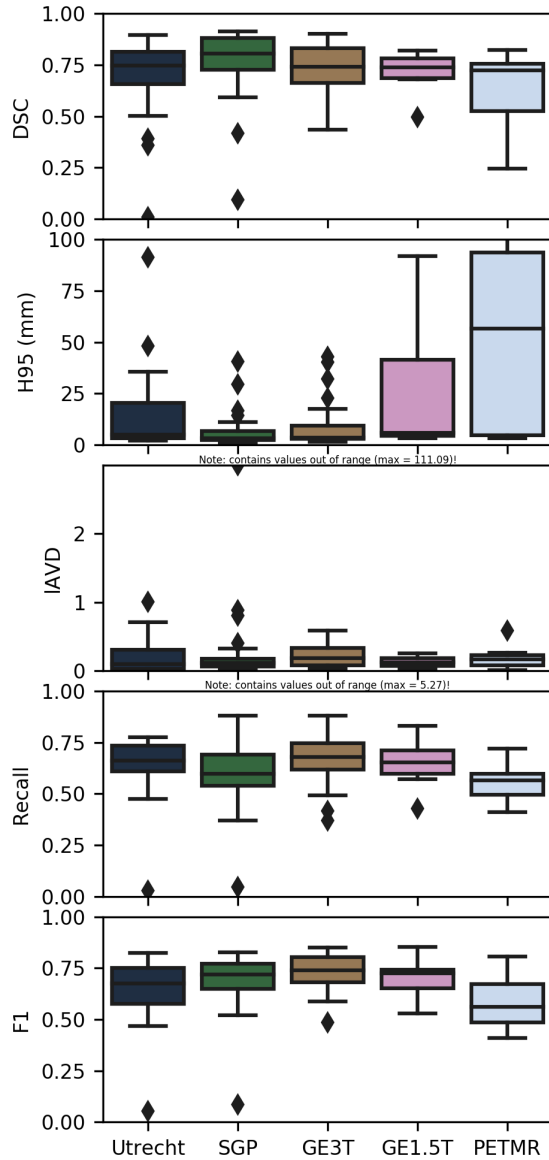 1.00
0.75
DSC
0.50
0.25
0.00
100
75
H95 (mm)
50
25
0
Note: contains values out of range (max = 111.09)!
2
lAVD
1
0
Note: contains values out of range (max = 5.27)!
1.00
0.75
Recall
0.50
0.25
0.00
1.00
0.75
F1
0.50
0.25
0.00
Utrecht SGP GE3T GE1.5T PETMR